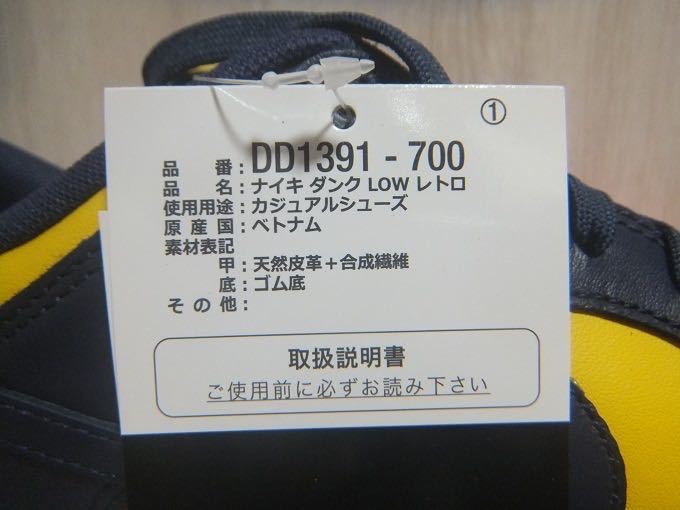 ①
品番:DD1391 - 700
品名:ナイキ ダンク LOW レトロ
使用用途:カジュアルシューズ
原産国:ベトナム
素材表記
甲:天然皮革+合成繊維
底:ゴム底
その他:
取扱説明書
ご使用前に必ずお読み下さい